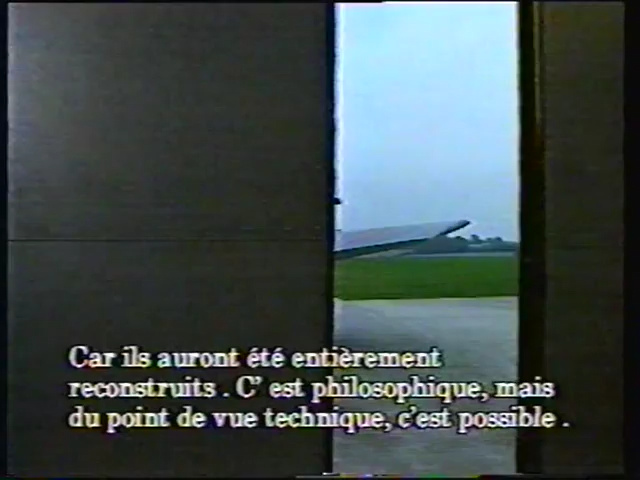 Car ils auront été entièrement
reconstruits . C' est philosophique, mais
du point de vue technique, c'est possible .